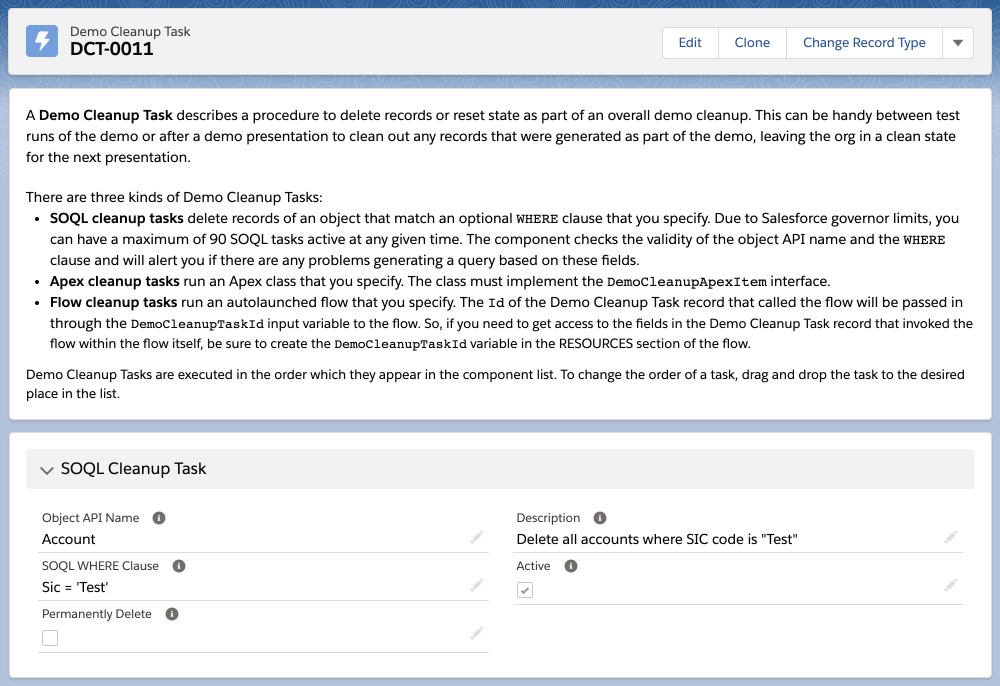 Demo Cleanup Task
DCT-0011
Edit
Clone
Change Record Type
A Demo Cleanup Task describes a procedure to delete records or reset state as part of an overall demo cleanup. This can be handy between test
runs of the demo or after a demo presentation to clean out any records that were generated as part of the demo, leaving the org in a clean state
for the next presentation.
There are three kinds of Demo Cleanup Tasks:
• SOQL cleanup tasks delete records of an object that match an optional WHERE clause that you specify. Due to Salesforce governor limits, you
can have a maximum of 90 SOQL tasks active at any given time. The component checks the validity of the object API name and the WHERE
clause and will alert you if there are any problems generating a query based on these fields.
• Apex cleanup tasks run an Apex class that you specify. The class must implement the DemoCleanupApexItem interface.
• Flow cleanup tasks run an autolaunched flow that you specify. The Id of the Demo Cleanup Task record that called the flow will be passed in
through the DemoCleanupTaskId input variable to the flow. So, if you need to get access to the fields in the Demo Cleanup Task record that invoked the
flow within the flow itself, be sure to create the DemoCleanupTaskId variable in the RESOURCES section of the flow.
Demo Cleanup Tasks are executed in the order which they appear in the component list. To change the order of a task, drag and drop the task to the desired
place in the list.
SOQL Cleanup Task
Object API Name
Account
Description
Delete all accounts where SIC code is "Test"
SOQL WHERE Clause
Sic = 'Test'
Active
Permanently Delete